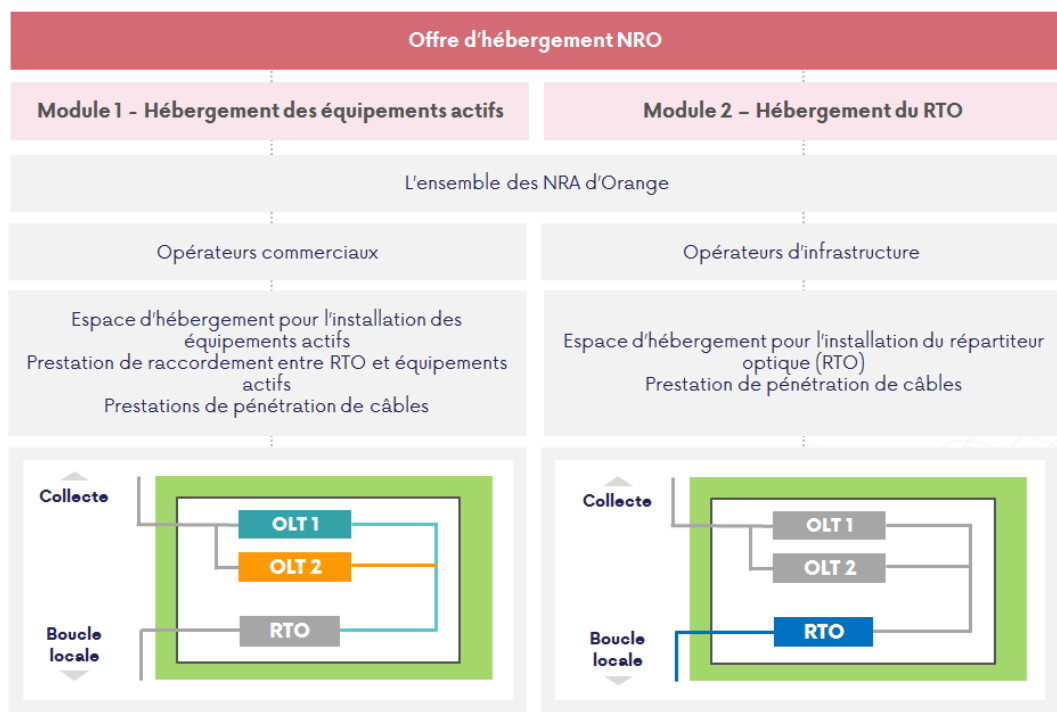 Offre d'hébergement NRO
Module 1 - Hébergement des équipements actifs
Module 2 – Hébergement du RTO
L'ensemble des NRA d'Orange
Opérateurs commerciaux
Opérateurs d'infrastructure
Espace d'hébergement pour l'installation des
équipements actifs
Prestation de raccordement entre RTO et équipements
actifs
Prestations de pénétration de câbles
Espace d'hébergement pour l'installation du répartiteur
optique (RTO)
Prestation de pénétration de câbles
Collecte
OLT 1
OLT 2
RTO
Boucle
locale
Collecte
OLT 1
OLT 2
RTO
Boucle
locale